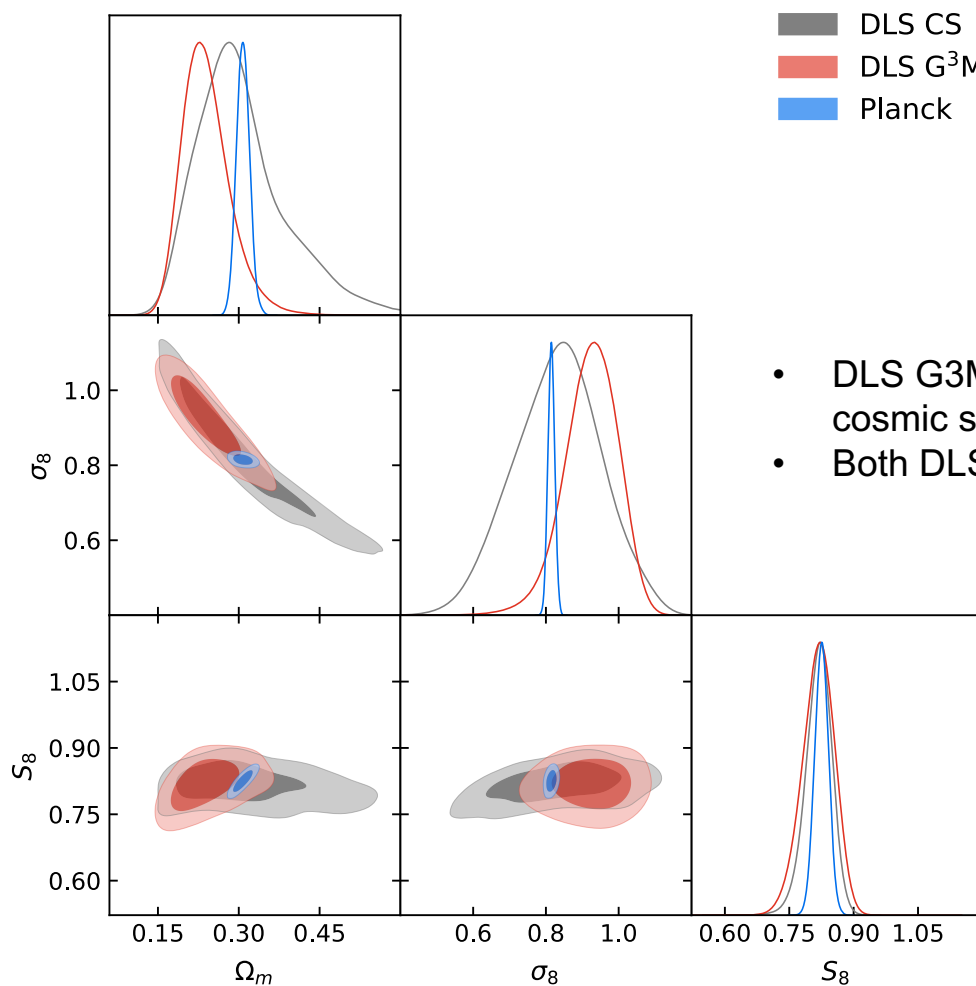 DLS CS
DLS G³M
Planck
1.0
0.8
0.6
σ₈
• DLS G3M
cosmic s
• Both DLS
1.05
0.90
0.75
0.60
S₈
0.15 0.30 0.45
0.6 0.8 1.0
0.60 0.75 0.90 1.05
Ωₘ
σ₈
S₈